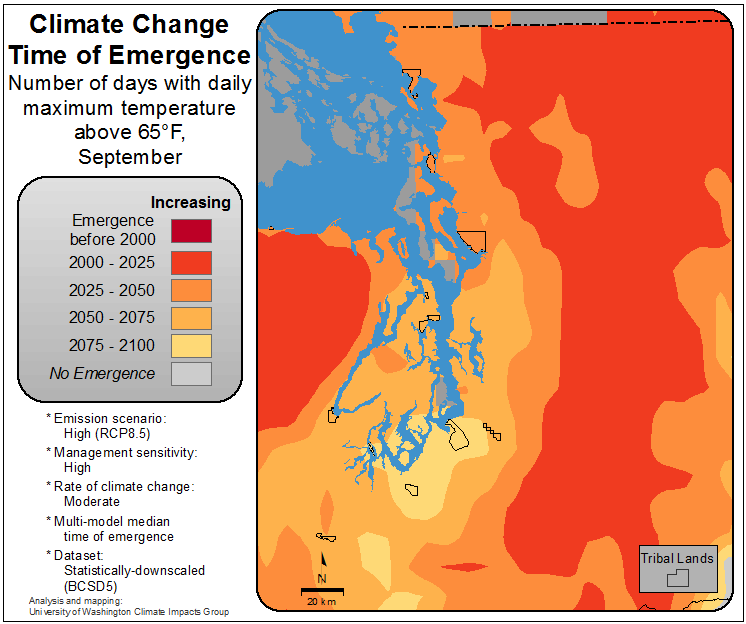 Climate Change
Time of Emergence
Number of days with daily
maximum temperature
above 65°F,
September
Increasing
Emergence
before 2000
2000 - 2025
2025 - 2050
2050 - 2075
2075 - 2100
No Emergence
* Emission scenario:
High (RCP8.5)
* Management sensitivity:
High
* Rate of climate change:
Moderate
* Multi-model median
time of emergence
* Dataset:
Statistically-downscaled
(BCSD5)
Analysis and mapping:
University of Washington Climate Impacts Group
N
20 km
Tribal Lands